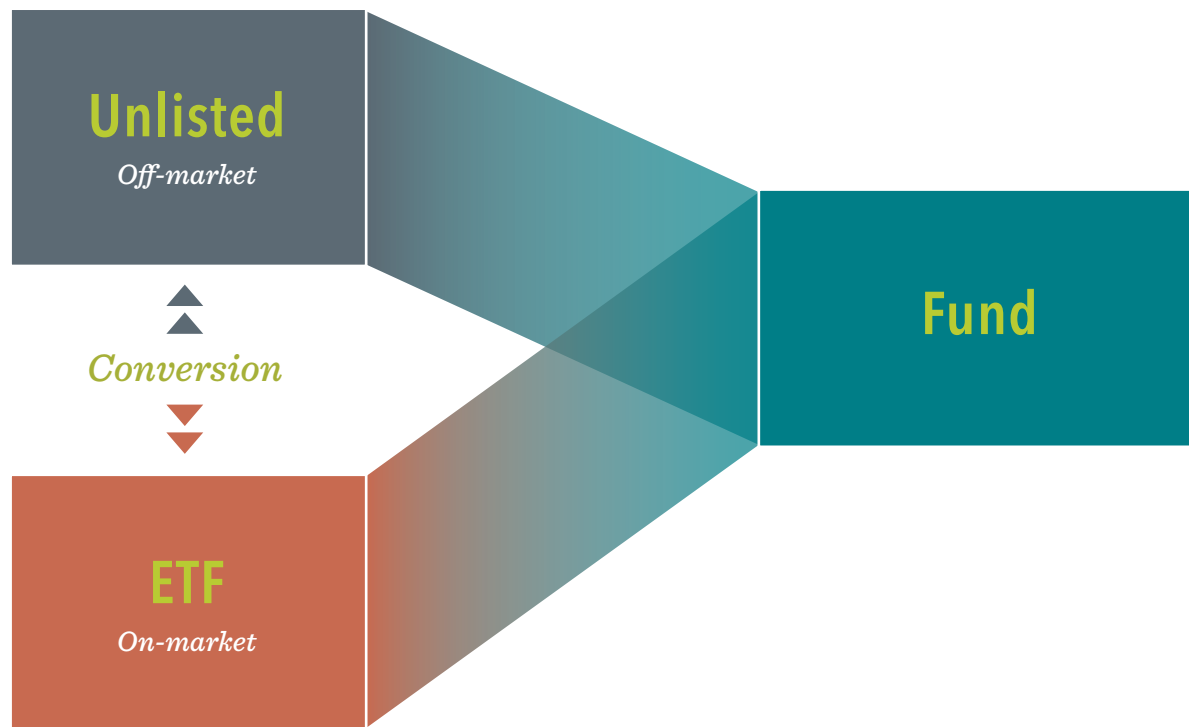 Unlisted
Off-market
Conversion
ETF
On-market
Fund